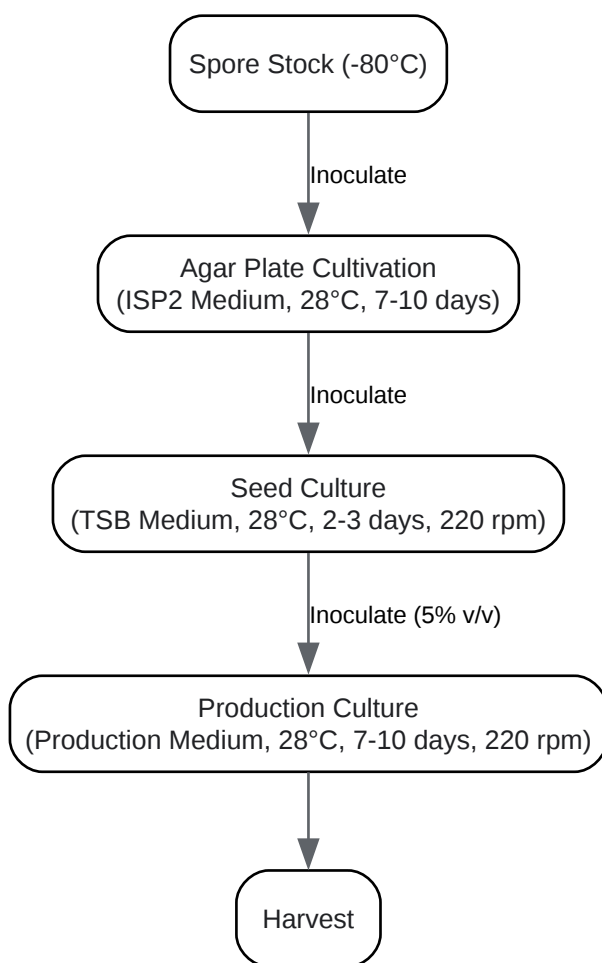 Spore Stock (-80°C)
Inoculate
Agar Plate Cultivation
(ISP2 Medium, 28°C, 7-10 days)
Inoculate
Seed Culture
(TSB Medium, 28°C, 2-3 days, 220 rpm)
Inoculate (5% v/v)
Production Culture
(Production Medium, 28°C, 7-10 days, 220 rpm)
Harvest